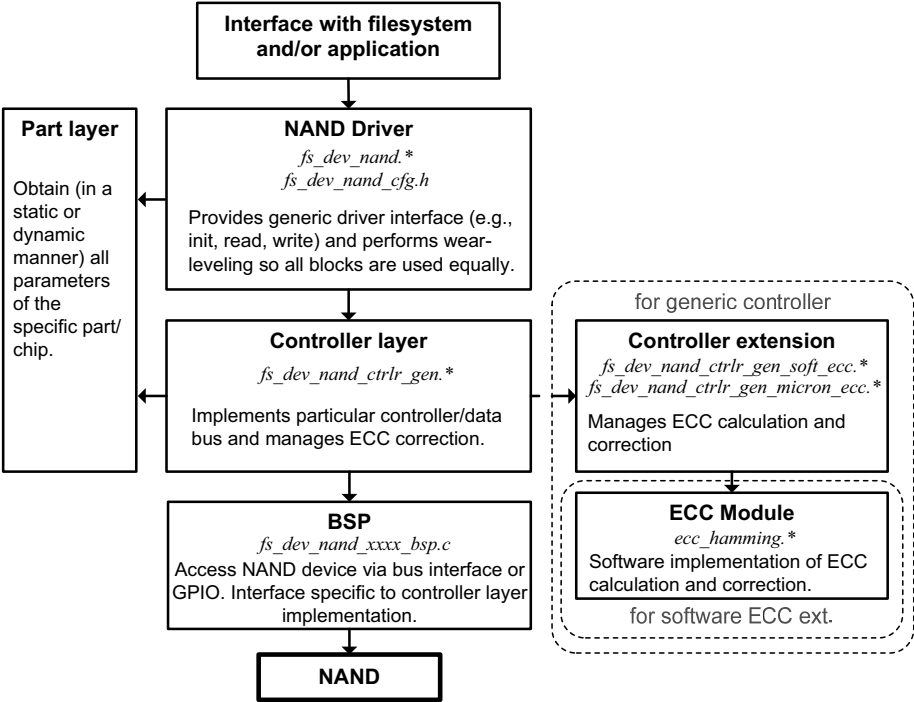 Interface with filesystem
and/or application
Part layer
Obtain (in a
static or
dynamic
manner) all
parameters
of the
specific part/
chip.
NAND Driver
fs_dev_nand.*
fs_dev_nand_cfg.h
Provides generic driver interface (e.g.,
init, read, write) and performs wear-
leveling so all blocks are used equally.
Controller layer
fs_dev_nand_ctrlr_gen.*
Implements particular controller/data
bus and manages ECC correction.
for generic controller
Controller extension
fs_dev_nand_ctrlr_gen_soft_ecc.*
fs_dev_nand_ctrlr_gen_micron_ecc.*
Manages ECC calculation and
correction
ECC Module
ecc_hamming.*
Software implementation of ECC
calculation and correction.
for software ECC ext.
BSP
fs_dev_nand_xxxx_bsp.c
Access NAND device via bus interface or
GPIO. Interface specific to controller layer
implementation.
NAND